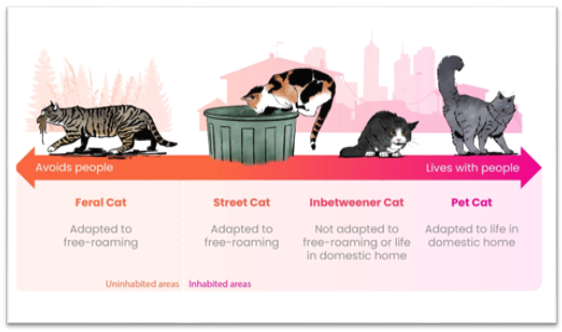 Avoids people
Lives with people
Feral Cat
Adapted to
free-roaming
Street Cat
Adapted to
free-roaming
Inbetweener Cat
Not adapted to
free-roaming or life
in domestic home
Pet Cat
Adapted to life in
domestic home
Uninhabited areas
Inhabited areas